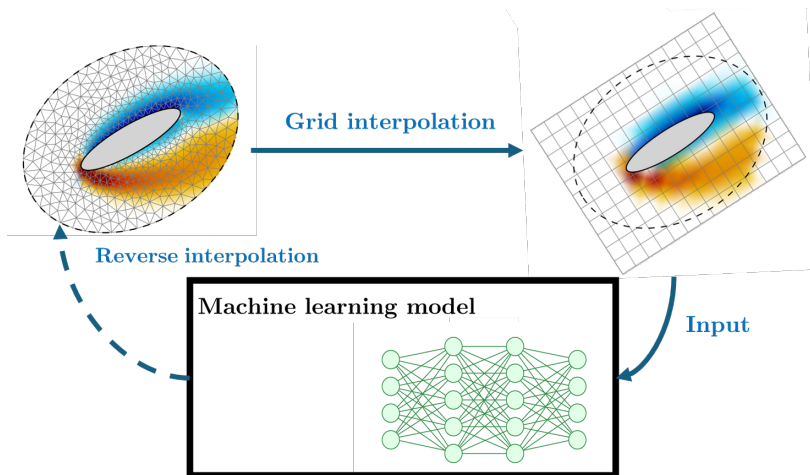 Grid interpolation
Reverse interpolation
Machine learning model
Input